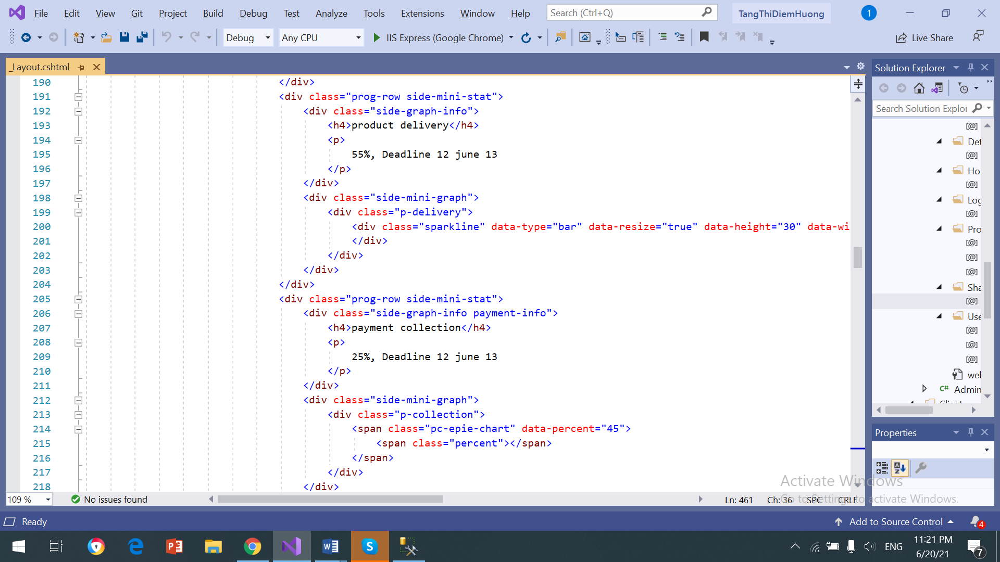 File Edit View Git Project Build Debug Test Analyze Tools Extensions Window Help Search (Ctrl+Q) TangThiDiemHuong 1
Debug Any CPU IIS Express (Google Chrome) Live Share
_Layout.cshtml
190 </div>
191 <div class="prog-row side-mini-stat">
192 <div class="side-graph-info">
193 <h4>product delivery</h4>
194 <p>
195 55%, Deadline 12 june 13
196 </p>
197 </div>
198 <div class="side-mini-graph">
199 <div class="p-delivery">
200 <div class="sparkline" data-type="bar" data-resize="true" data-height="30" data-wi
201 </div>
202 </div>
203 </div>
204 </div>
205 <div class="prog-row side-mini-stat">
206 <div class="side-graph-info payment-info">
207 <h4>payment collection</h4>
208 <p>
209 25%, Deadline 12 june 13
210 </p>
211 </div>
212 <div class="side-mini-graph">
213 <div class="p-collection">
214 <span class="pc-epie-chart" data-percent="45">
215 <span class="percent"></span>
216 </span>
217 </div>
218 </div>
109 % No issues found Ln: 461 Ch: 36 SPC CRLF
Solution Explorer
Search Solution Explor
[@]
Det
[@]
Ho
[@]
Log
[@]
Pro
[@]
[@]
[@]
Sha
[@]
Use
[@]
[@]
[@]
wel
C# Admin
Client
Properties
Activate Windows
Go to Settings to activate Windows.
Ready Add to Source Control 4
ENG 11:21 PM
6/20/21 7